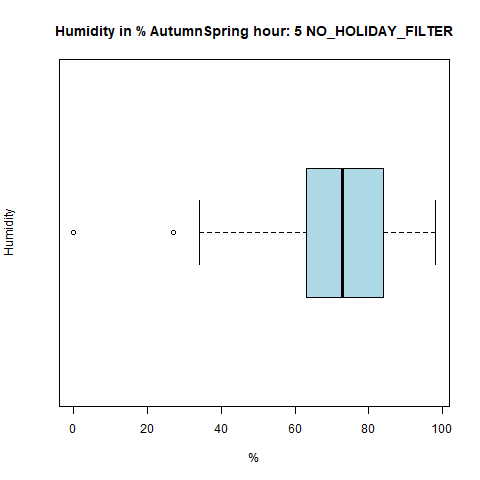 Humidity in % AutumnSpring hour: 5 NO_HOLIDAY_FILTER
Humidity
0 20 40 60 80 100
%